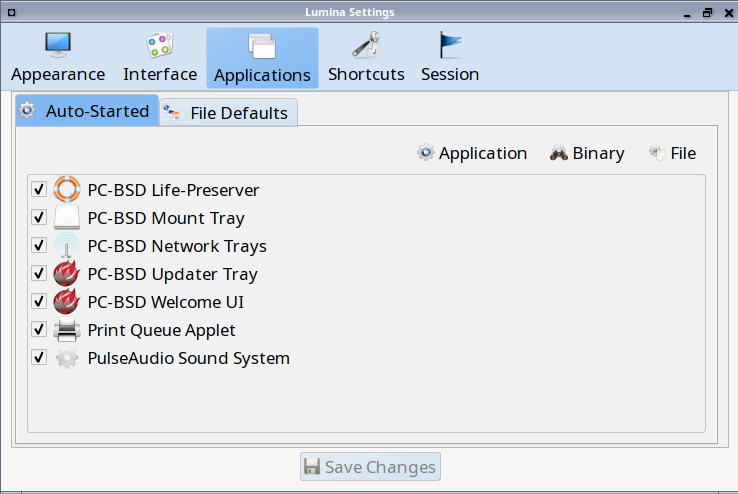 Lumina Settings
Appearance Interface Applications Shortcuts Session
Auto-Started File Defaults
Application Binary File
PC-BSD Life-Preserver
PC-BSD Mount Tray
PC-BSD Network Trays
PC-BSD Updater Tray
PC-BSD Welcome UI
Print Queue Applet
PulseAudio Sound System
Save Changes